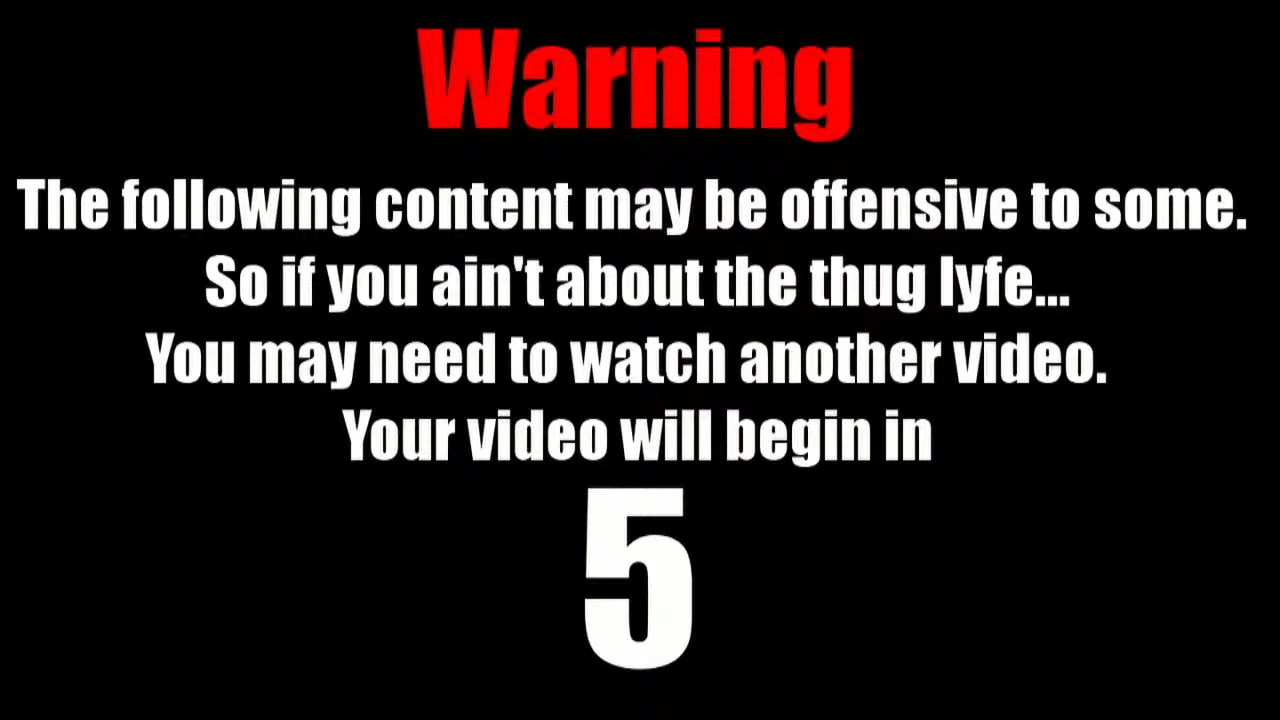 Warning
The following content may be offensive to some.
So if you ain't about the thug lyfe...
You may need to watch another video.
Your video will begin in
5